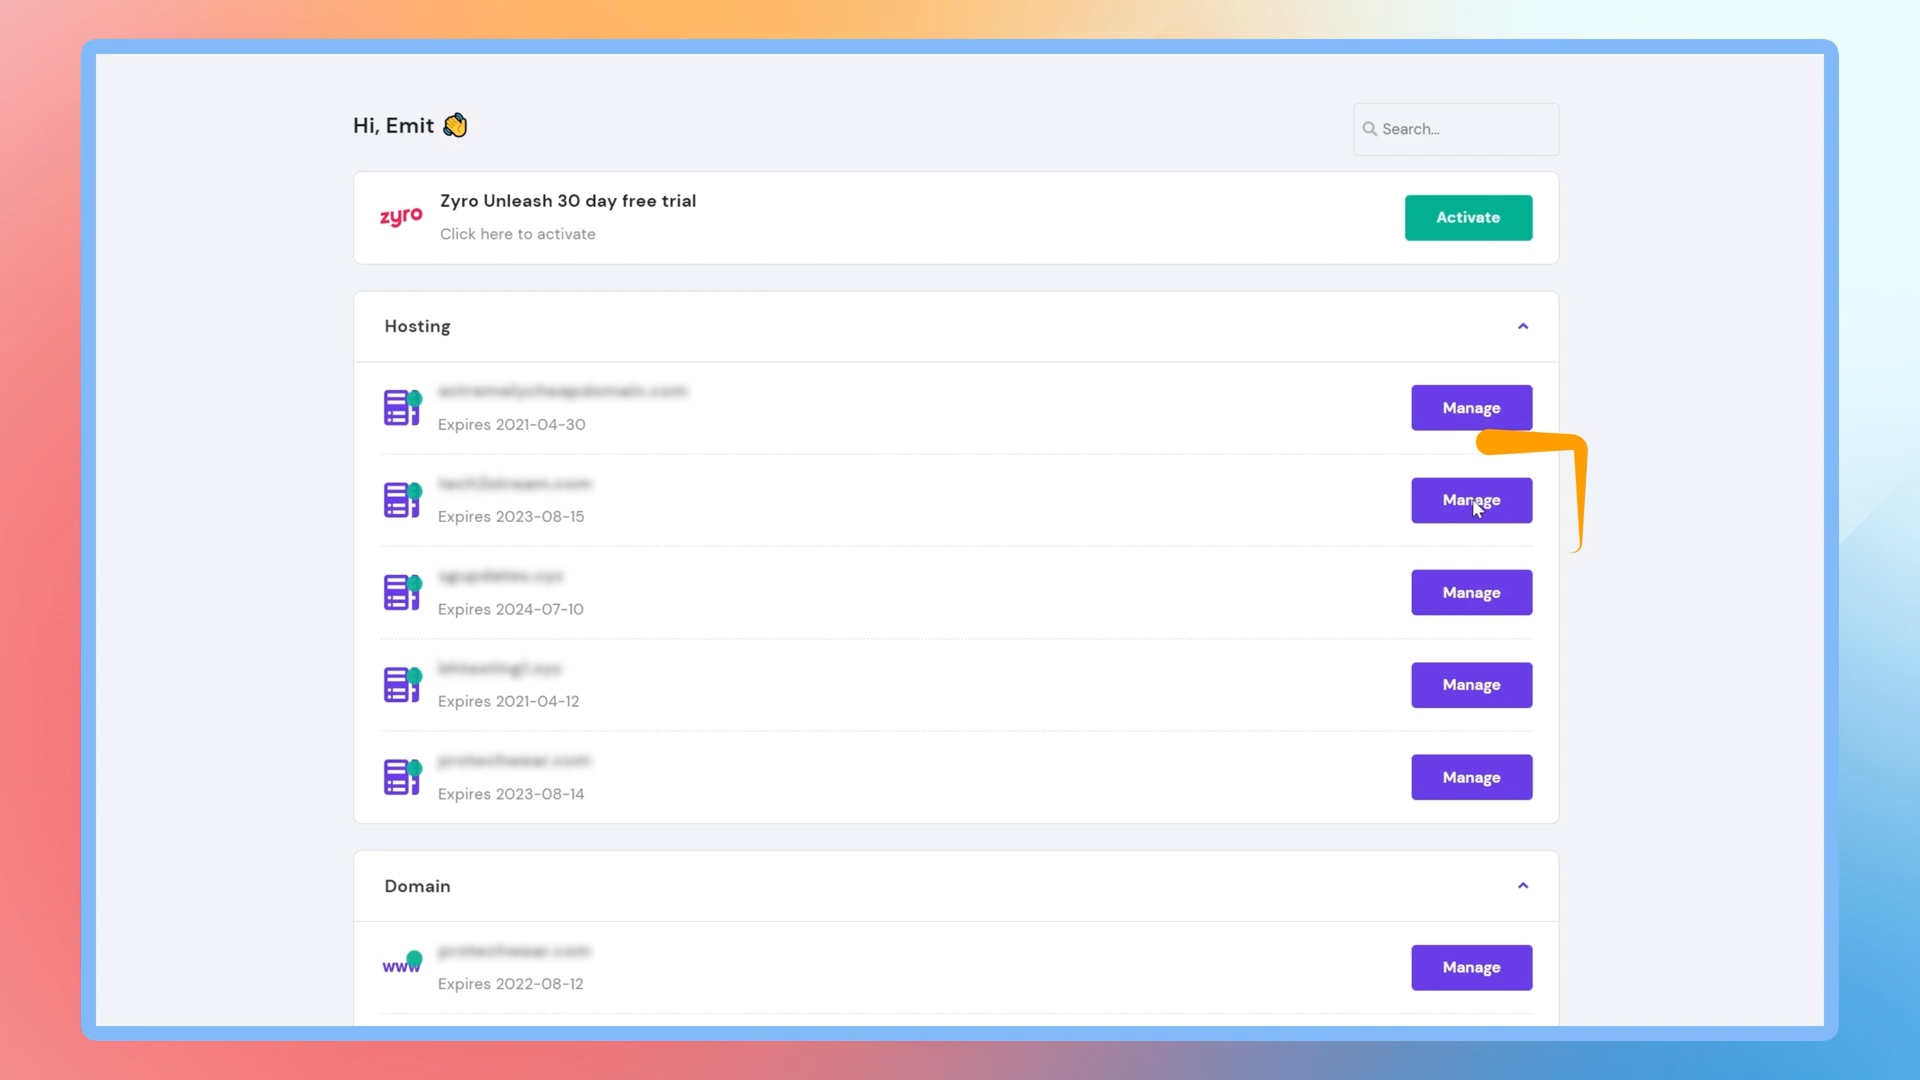 Hi, Emit
Search...
zyro
Zyro Unleash 30 day free trial
Click here to activate
Activate
Hosting
Expires 2021-04-30
Manage
Expires 2023-08-15
Manage
Expires 2024-07-10
Manage
Expires 2021-04-12
Manage
Expires 2023-08-14
Manage
Domain
www
Expires 2022-08-12
Manage